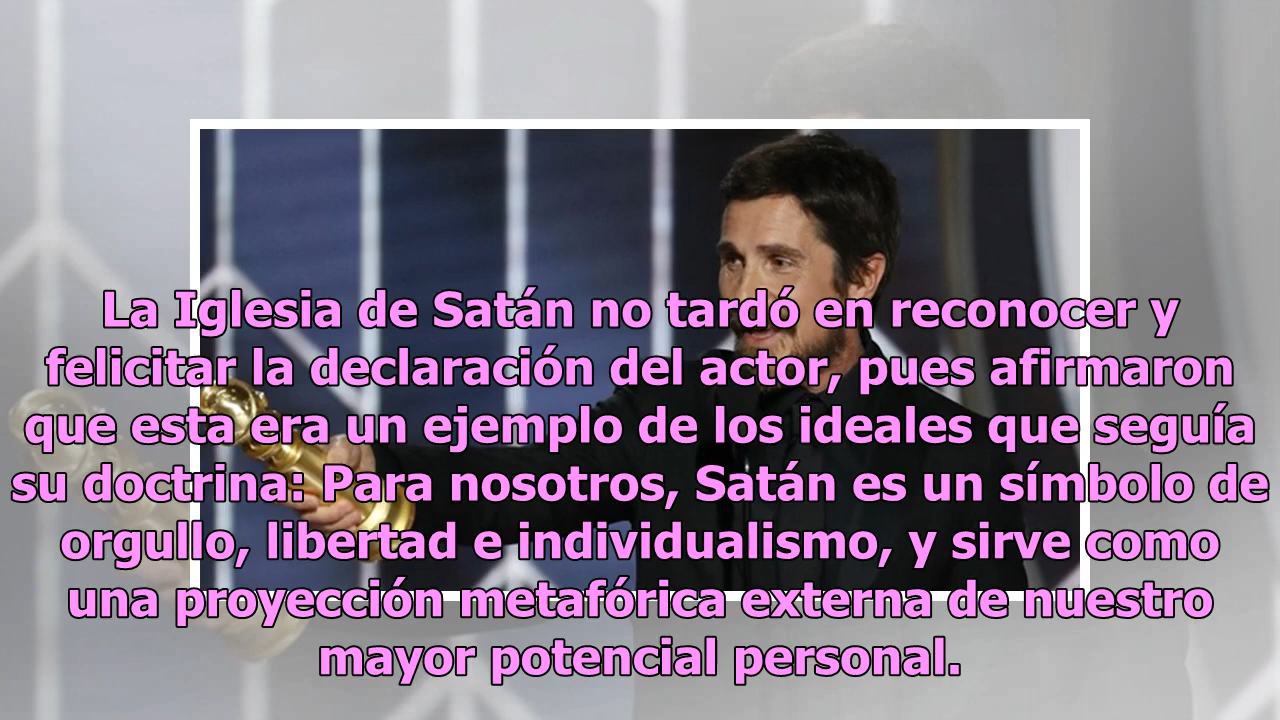 La Iglesia de Satán no tardó en reconocer y
felicitar la declaración del actor, pues afirmaron
que esta era un ejemplo de los ideales que seguía
su doctrina: Para nosotros, Satán es un símbolo de
orgullo, libertad e individualismo, y sirve como
una proyección metafórica externa de nuestro
mayor potencial personal.